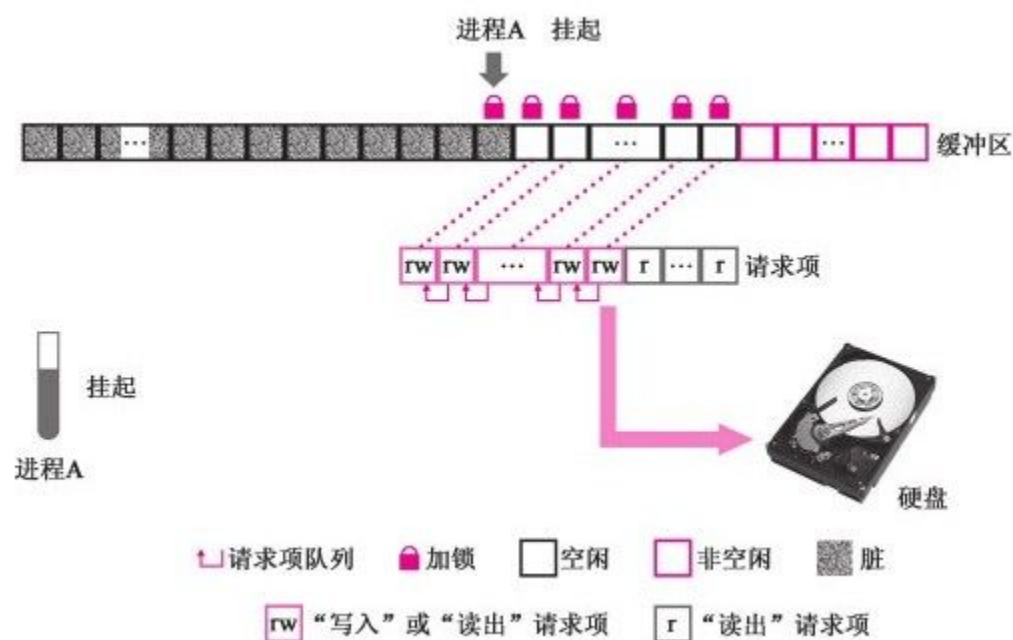 进程A 挂起
…
…
…
缓冲区
rw rw … rw rw r … r 请求项
挂起
进程A
硬盘
请求项队列 加锁 空闲 非空闲 脏
rw “写入”或“读出”请求项 r “读出”请求项